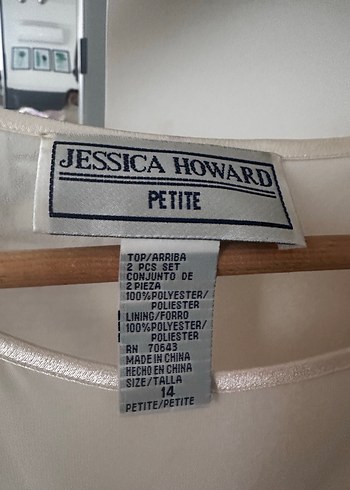 JESSICA HOWARD
PETITE
TOP/ARRIBA
2 PCS SET
CONJUNTO DE
2 PIEZA
100%POLYESTER/
POLIESTER
LINING/FORRO
100%POLYESTER/
POLIESTER
RN 70643
MADE IN CHINA
HECHO EN CHINA
SIZE/TALLA
14
PETITE/PETITE